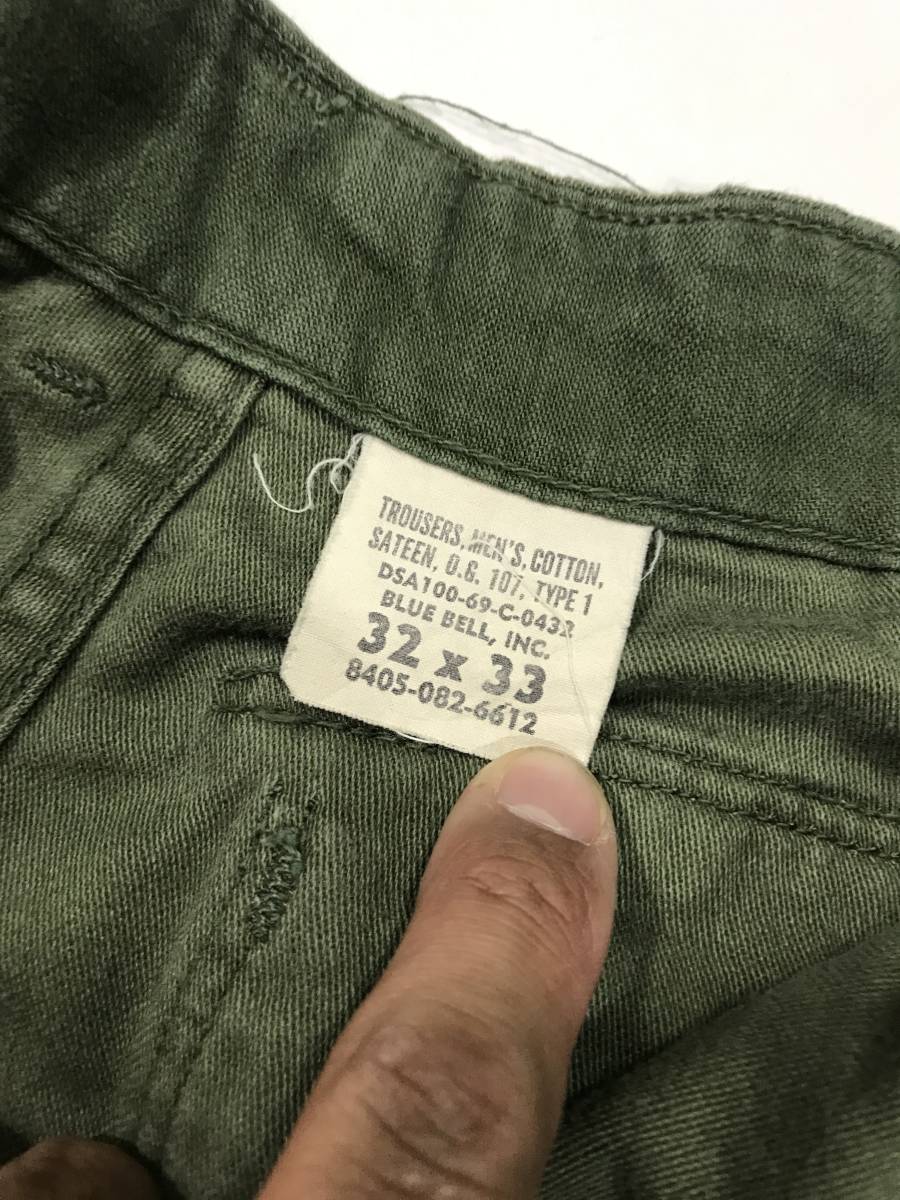 TROUSERS, MEN'S, COTTON,
SATEEN, O.G. 107, TYPE 1
DSA100-69-C-0432
BLUE BELL, INC.
32 x 33
8405-082-6612